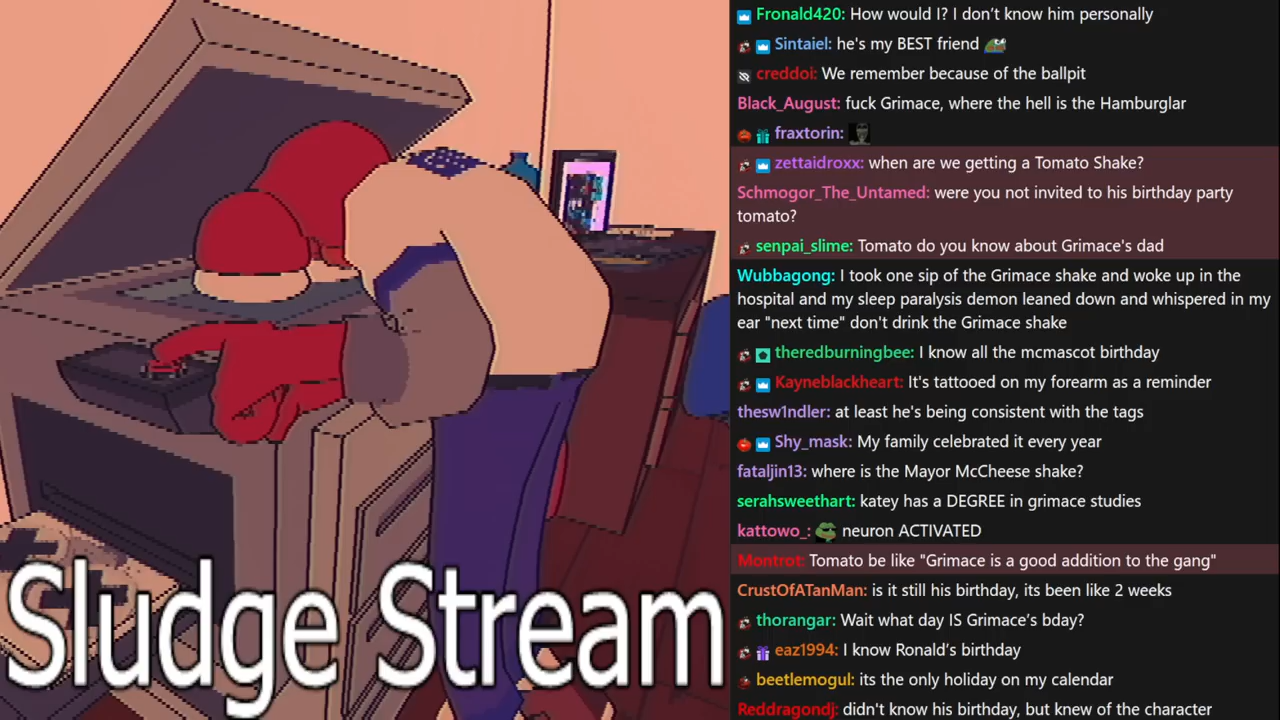 Fronald420: How would I? I don't know him personally
Sintaiel: he's my BEST friend
creddoi: We remember because of the ballpit
Black_August: fuck Grimace, where the hell is the Hamburglar
fraxtorin:
zettaidroxx: when are we getting a Tomato Shake?
Schmogor_The_Untamed: were you not invited to his birthday party
tomato?
senpai_slime: Tomato do you know about Grimace's dad
Wubbagong: I took one sip of the Grimace shake and woke up in the
hospital and my sleep paralysis demon leaned down and whispered in my
ear "next time" don't drink the Grimace shake
theredburningbee: I know all the mcmascot birthday
Kayneblackheart: It's tattooed on my forearm as a reminder
thesw1ndler: at least he's being consistent with the tags
Shy_mask: My family celebrated it every year
fataljin13: where is the Mayor McCheese shake?
serahsweethart: katey has a DEGREE in grimace studies
kattowo_: neuron ACTIVATED
Montrot: Tomato be like "Grimace is a good addition to the gang"
CrustOfATanMan: is it still his birthday, its been like 2 weeks
thorangar: Wait what day IS Grimace's bday?
eaz1994: I know Ronald's birthday
beetlemogul: its the only holiday on my calendar
Reddragondj: didn't know his birthday, but knew of the character
Sludge Stream